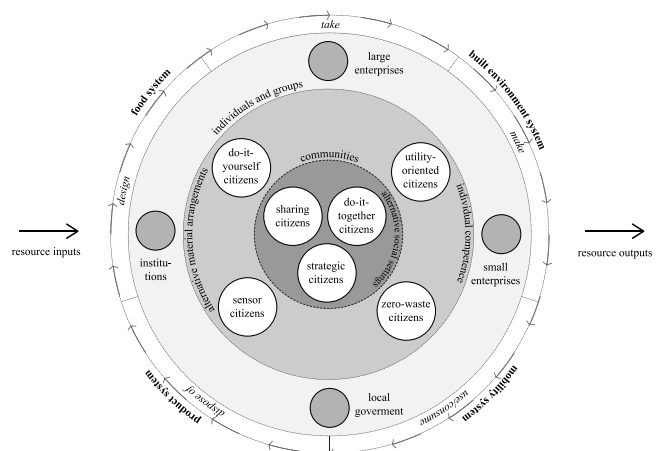 take
large
enterprises
food system
built environment system
individuals and groups
make
design
do-it-
yourself
citizens
communities
utility-
oriented
citizens
alternative material arrangements
sharing
citizens
do-it-
together
citizens
alternative social settings
individual competence
resource inputs
institu-
tions
small
enterprises
resource outputs
strategic
citizens
sensor
citizens
zero-waste
citizens
product system
dispose of
local
goverment
use/consume
mobility system